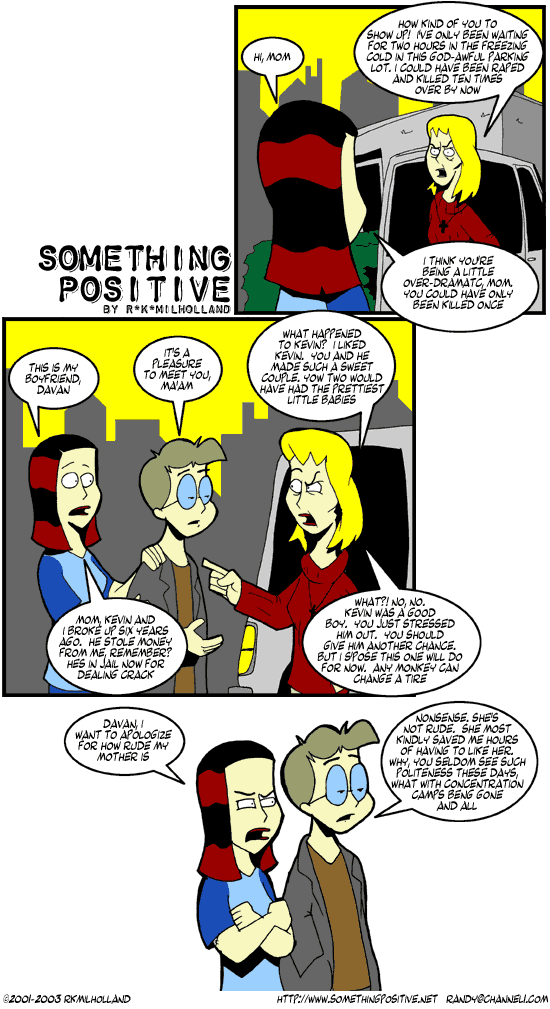 HI, MOM
HOW KIND OF YOU TO
SHOW UP! I'VE ONLY BEEN WAITING
FOR TWO HOURS IN THE FREEZING
COLD IN THIS GOD-AWFUL PARKING
LOT. I COULD HAVE BEEN RAPED
AND KILLED TEN TIMES
OVER BY NOW
I THINK YOU'RE
BEING A LITTLE
OVER-DRAMATC, MOM.
YOU COULD HAVE ONLY
BEEN KILLED ONCE
SOMETHING
POSITIVE
BY R*K*MILHOLLAND
THIS IS MY
BOYFRIEND,
DAVAN
IT'S A
PLEASURE
TO MEET YOU,
MA'AM
WHAT HAPPENED
TO KEVIN? I LIKED
KEVIN. YOU AND HE
MADE SUCH A SWEET
COUPLE. YOW TWO WOULD
HAVE HAD THE PRETTIEST
LITTLE BABIES
MOM, KEVIN AND
I BROKE UP SIX YEARS
AGO. HE STOLE MONEY
FROM ME, REMEMBER?
HES IN JAIL NOW FOR
DEALING CRACK
WHAT?! NO, NO.
KEVIN WAS A GOOD
BOY. YOU JUST STRESSED
HIM OUT. YOU SHOULD
GIVE HIM ANOTHER CHANCE.
BUT I S'POSE THIS ONE WILL DO
FOR NOW. ANY MONKEY CAN
CHANGE A TIRE
DAVAN, I
WANT TO APOLOGIZE
FOR HOW RUDE MY
MOTHER IS
NONSENSE. SHE'S
NOT RUDE. SHE MOST
KINDLY SAVED ME HOURS
OF HAVING TO LIKE HER.
WHY, YOU SELDOM SEE SUCH
POLITENESS THESE DAYS,
WHAT WITH CONCENTRATION
CAMPS BENG GONE
AND ALL
©2001-2003 RKMILHOLLAND
HTTP://WWW.SOMETHINGPOSITIVE.NET RANDY@CHANNEL1.COM